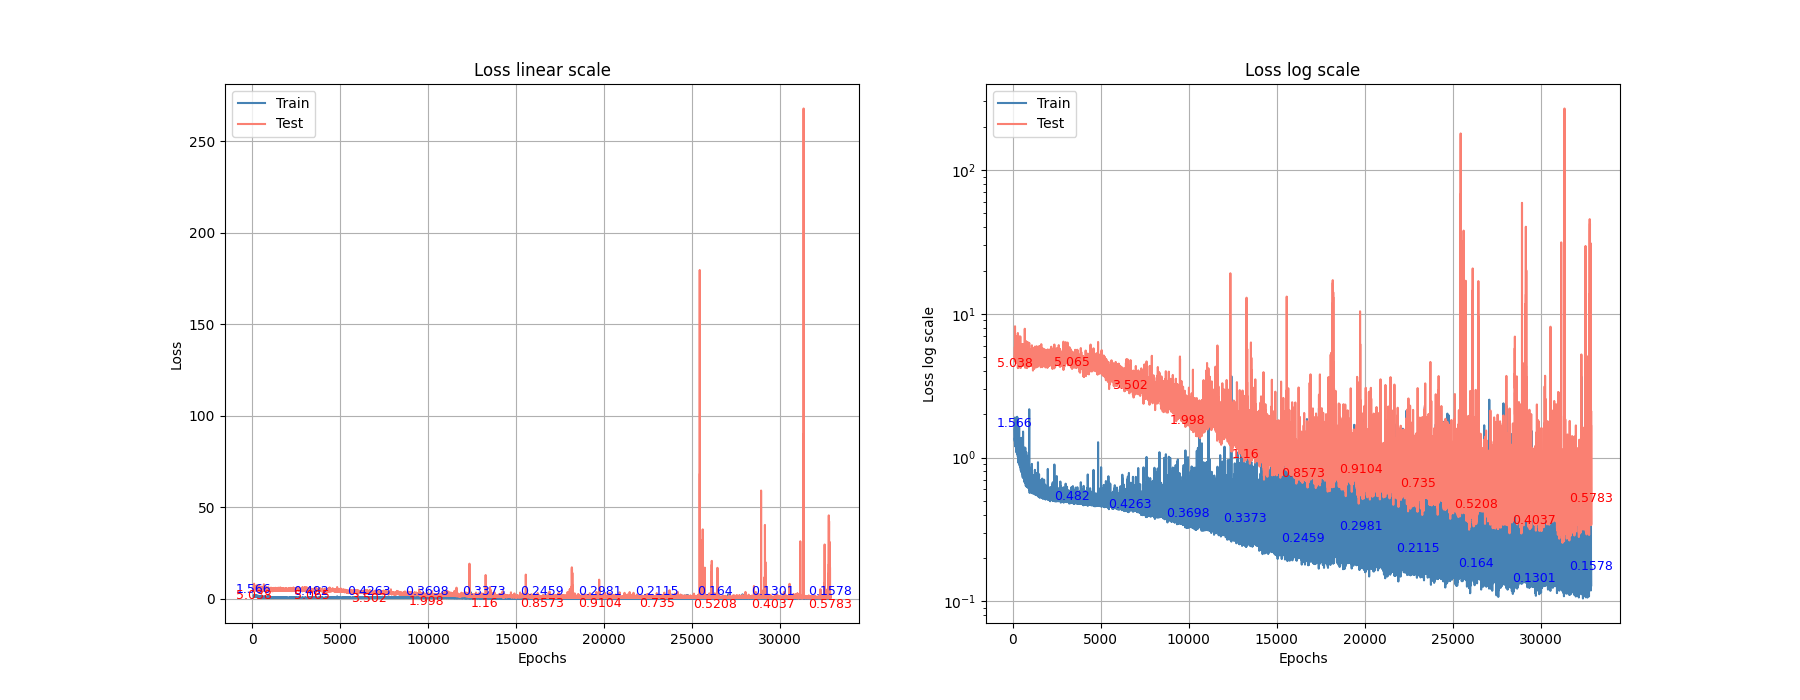 Loss linear scale
Train
Test
250
200
150
100
50
0
Loss
1.566 0.482 0.4263 0.3698 0.3373 0.2459 0.2981 0.2115 0.164 0.1301 0.1578
5.038 5.065 3.502 1.998 1.16 0.8573 0.9104 0.735 0.5208 0.4037 0.5783
0 5000 10000 15000 20000 25000 30000
Epochs
Loss log scale
Train
Test
10²
10¹
10⁰
10⁻¹
Loss log scale
5.038 5.065 3.502 1.998 1.16 0.8573 0.9104 0.735 0.5208 0.4037 0.5783
1.566 0.482 0.4263 0.3698 0.3373 0.2459 0.2981 0.2115 0.164 0.1301 0.1578
0 5000 10000 15000 20000 25000 30000
Epochs